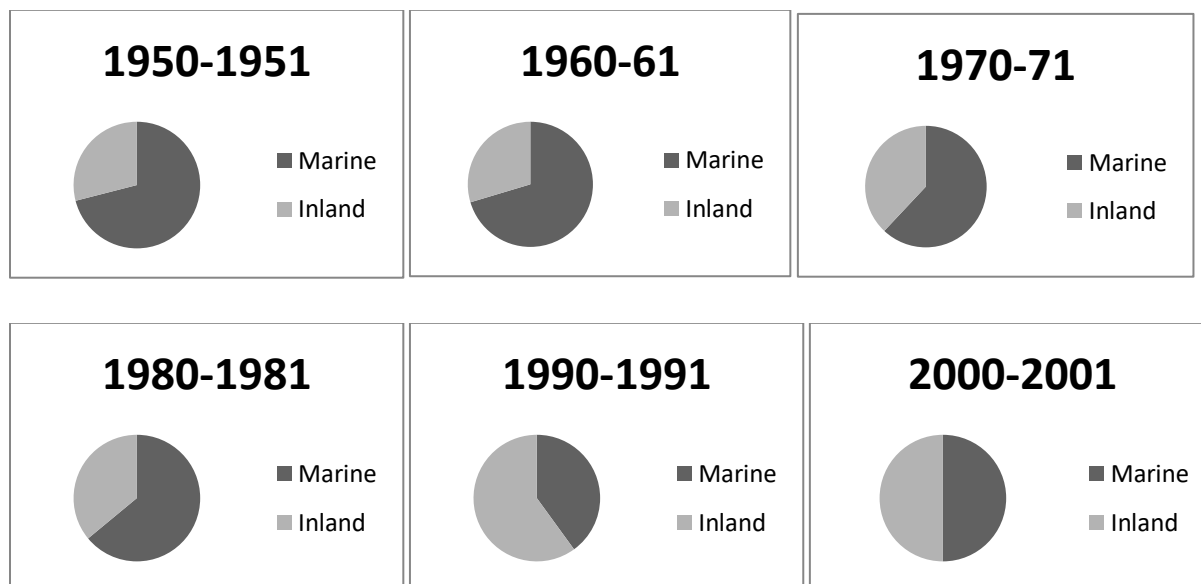 1950-1951
Marine
Inland
1960-61
Marine
Inland
1970-71
Marine
Inland
1980-1981
Marine
Inland
1990-1991
Marine
Inland
2000-2001
Marine
Inland